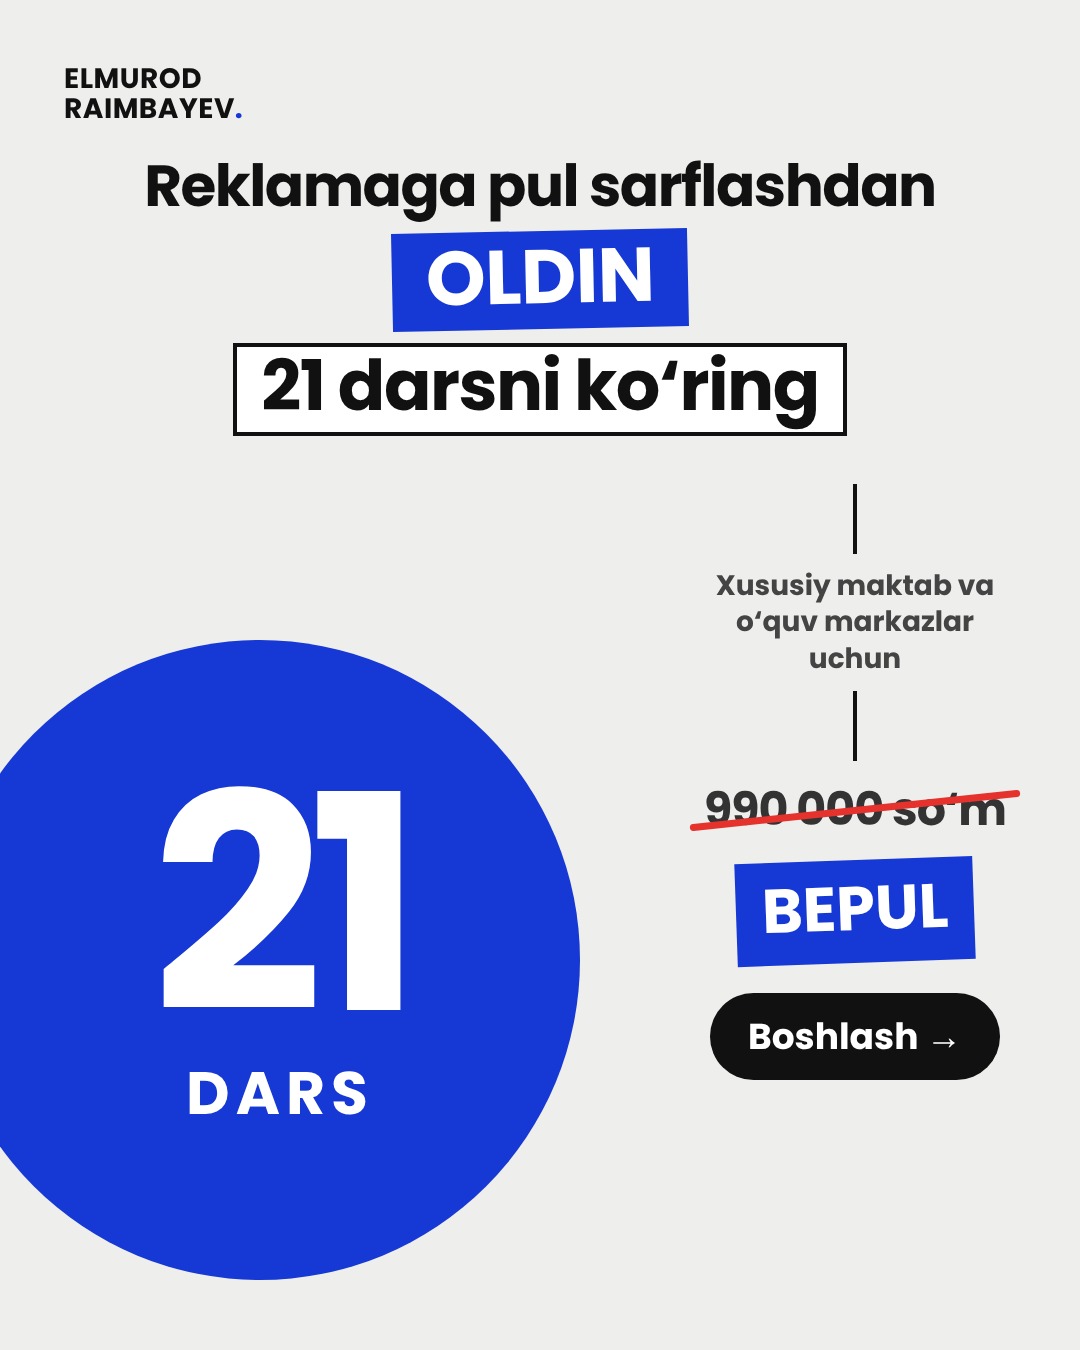 ELMUROD
RAIMBAYEV.
Reklamaga pul sarflashdan
OLDIN
21 darsni ko‘ring
Xususiy maktab va
o‘quv markazlar
uchun
990 000 so‘m
BEPUL
Boshlash →
21
DARS